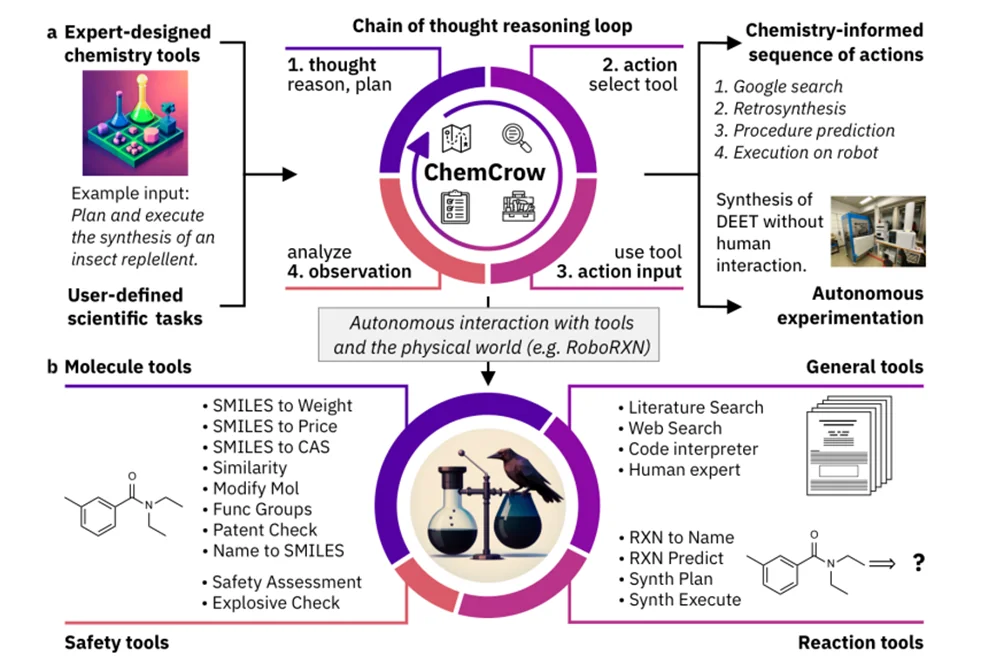 a Expert-designed
chemistry tools
Example input:
Plan and execute
the synthesis of an
insect repllellent.
User-defined
scientific tasks
Chain of thought reasoning loop
1. thought
reason, plan
2. action
select tool
ChemCrow
analyze
4. observation
use tool
3. action input
Chemistry-informed
sequence of actions
1. Google search
2. Retrosynthesis
3. Procedure prediction
4. Execution on robot
Synthesis of
DEET without
human
interaction.
Autonomous
experimentation
Autonomous interaction with tools
and the physical world (e.g. RoboRXN)
b Molecule tools
• SMILES to Weight
• SMILES to Price
• SMILES to CAS
• Similarity
• Modify Mol
• Func Groups
• Patent Check
• Name to SMILES
O
N
• Safety Assessment
• Explosive Check
Safety tools
General tools
• Literature Search
• Web Search
• Code interpreter
• Human expert
• RXN to Name
• RXN Predict
• Synth Plan
• Synth Execute
O
N
?
Reaction tools